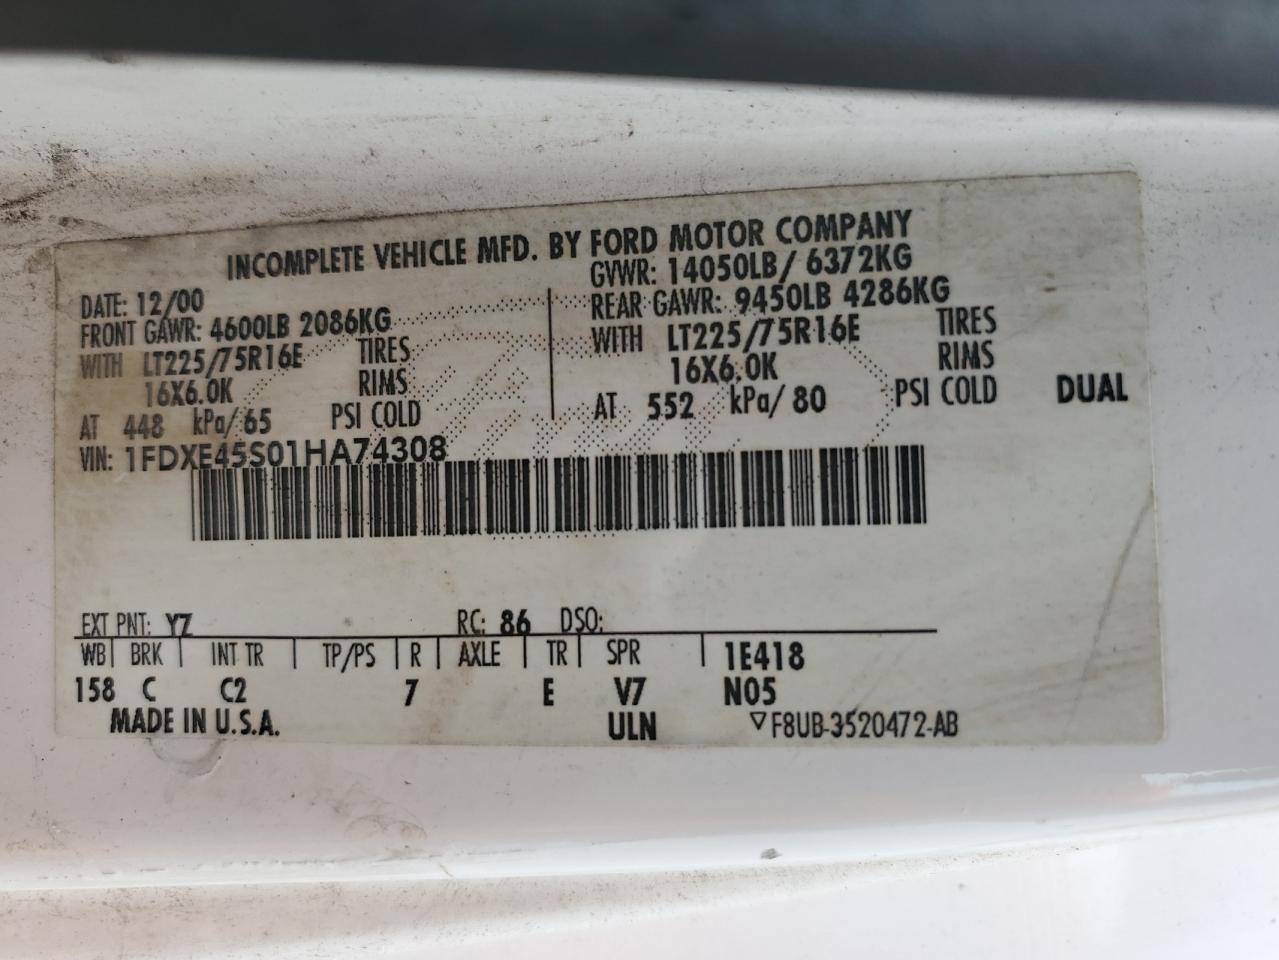 INCOMPLETE VEHICLE MFD. BY FORD MOTOR COMPANY
DATE: 12/00
GVWR: 14050LB / 6372KG
FRONT GAWR: 4600LB 2086KG
REAR GAWR: 9450LB 4286KG
WITH LT225/75R16E TIRES
WITH LT225/75R16E TIRES
16X6.0K RIMS
16X6.0K RIMS
AT 448 kPa/ 65 PSI COLD
AT 552 kPa/ 80 PSI COLD DUAL
VIN: 1FDXE45S01HA74308
EXT PNT: YZ RC: 86 DSO:
WB BRK INT TR TP/PS R AXLE TR SPR 1E418
158 C C2 7 E V7 N05
MADE IN U.S.A. ULN ▽F8UB-3520472-AB